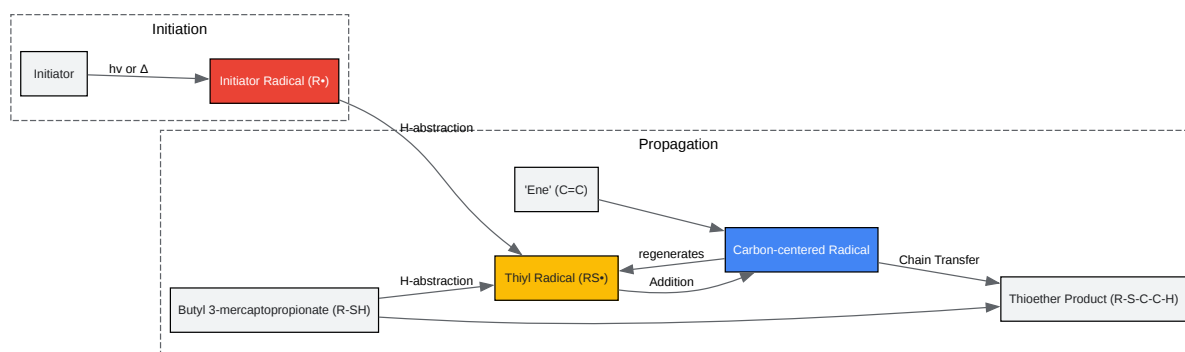 Initiation
Initiator
hv or Δ
Initiator Radical (R•)
H-abstraction
Propagation
'Ene' (C=C)
Carbon-centered Radical
regenerates
Chain Transfer
Thiyl Radical (RS•)
Addition
H-abstraction
Butyl 3-mercaptopropionate (R-SH)
Thioether Product (R-S-C-C-H)